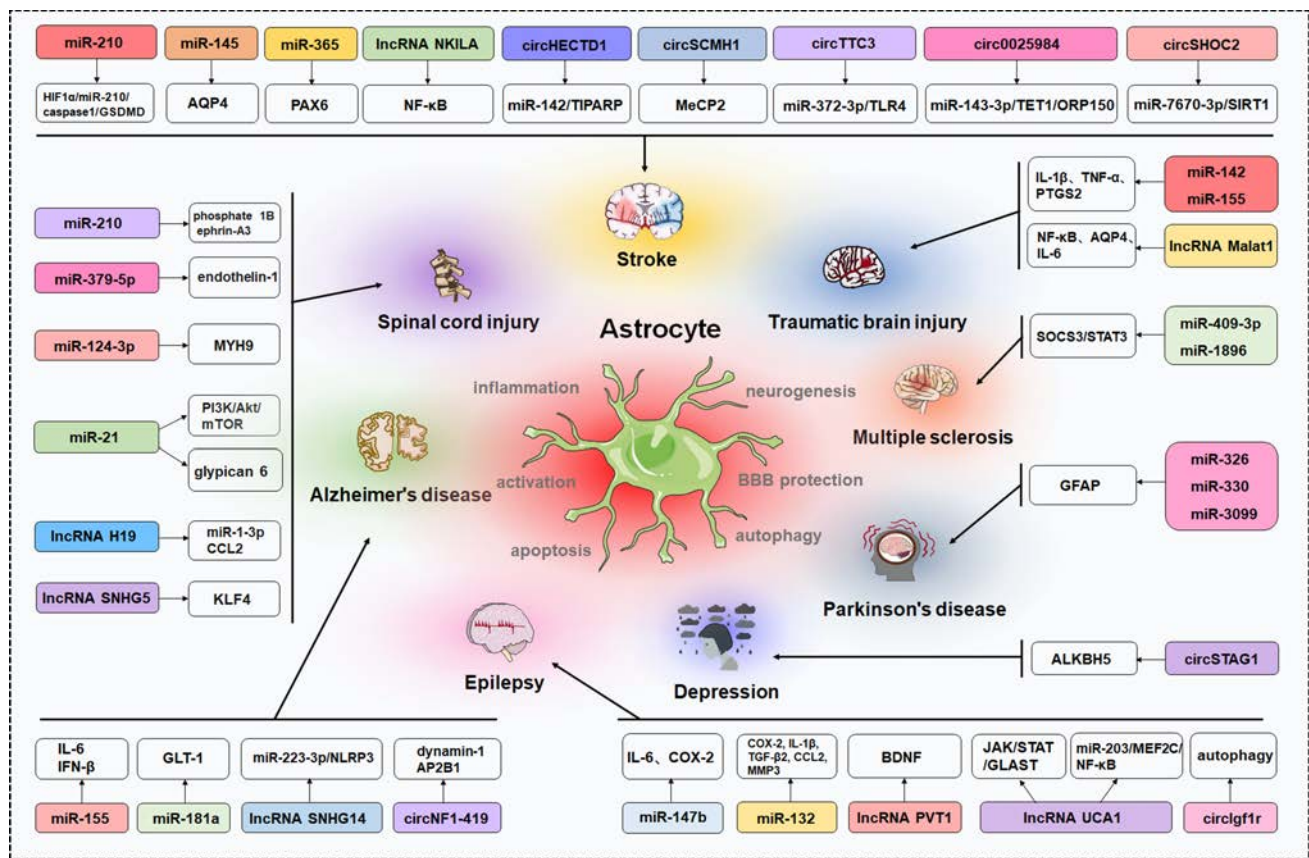 miR-210
miR-145
miR-365
lncRNA NKILA
circHECTD1
circSCMH1
circTTC3
circ0025984
circSHOC2
HIF1α/miR-210/
caspase1/GSDMD
AQP4
PAX6
NF-κB
miR-142/TIPARP
MeCP2
miR-372-3p/TLR4
miR-143-3p/TET1/ORP150
miR-7670-3p/SIRT1
Stroke
miR-210
phosphate 1B
ephrin-A3
miR-379-5p
endothelin-1
miR-124-3p
MYH9
miR-21
PI3K/Akt/
mTOR
glypican 6
lncRNA H19
miR-1-3p
CCL2
lncRNA SNHG5
KLF4
Spinal cord injury
IL-1β、TNF-α、
PTGS2
miR-142
miR-155
NF-κB、AQP4、
IL-6
lncRNA Malat1
Traumatic brain injury
SOCS3/STAT3
miR-409-3p
miR-1896
Multiple sclerosis
GFAP
miR-326
miR-330
miR-3099
Parkinson's disease
ALKBH5
circSTAG1
Depression
Astrocyte
inflammation
neurogenesis
activation
BBB protection
apoptosis
autophagy
Alzheimer's disease
Epilepsy
IL-6
IFN-β
GLT-1
miR-223-3p/NLRP3
dynamin-1
AP2B1
miR-155
miR-181a
lncRNA SNHG14
circNF1-419
IL-6、COX-2
COX-2, IL-1β,
TGF-β2, CCL2,
MMP3
BDNF
JAK/STAT
/GLAST
miR-203/MEF2C/
NF-κB
autophagy
miR-147b
miR-132
lncRNA PVT1
lncRNA UCA1
circIgf1r